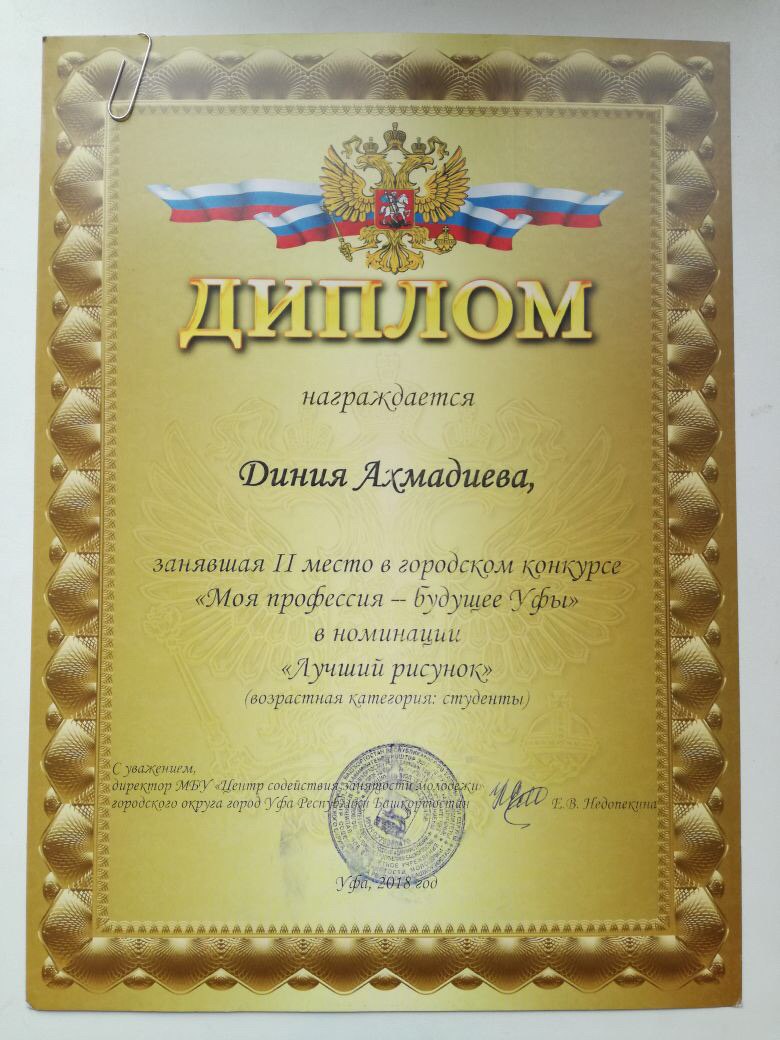 ДИПЛОМ
награждается
Диния Ахмадиева,
занявшая II место в городском конкурсе
«Моя профессия – будущее Уфы»
в номинации
«Лучший рисунок»
(возрастная категория: студенты)
С уважением,
директор МБУ «Центр содействия занятости молодежи»
городского округа город Уфа Республики Башкортостан Е.В. Недопекина
Уфа, 2018 год